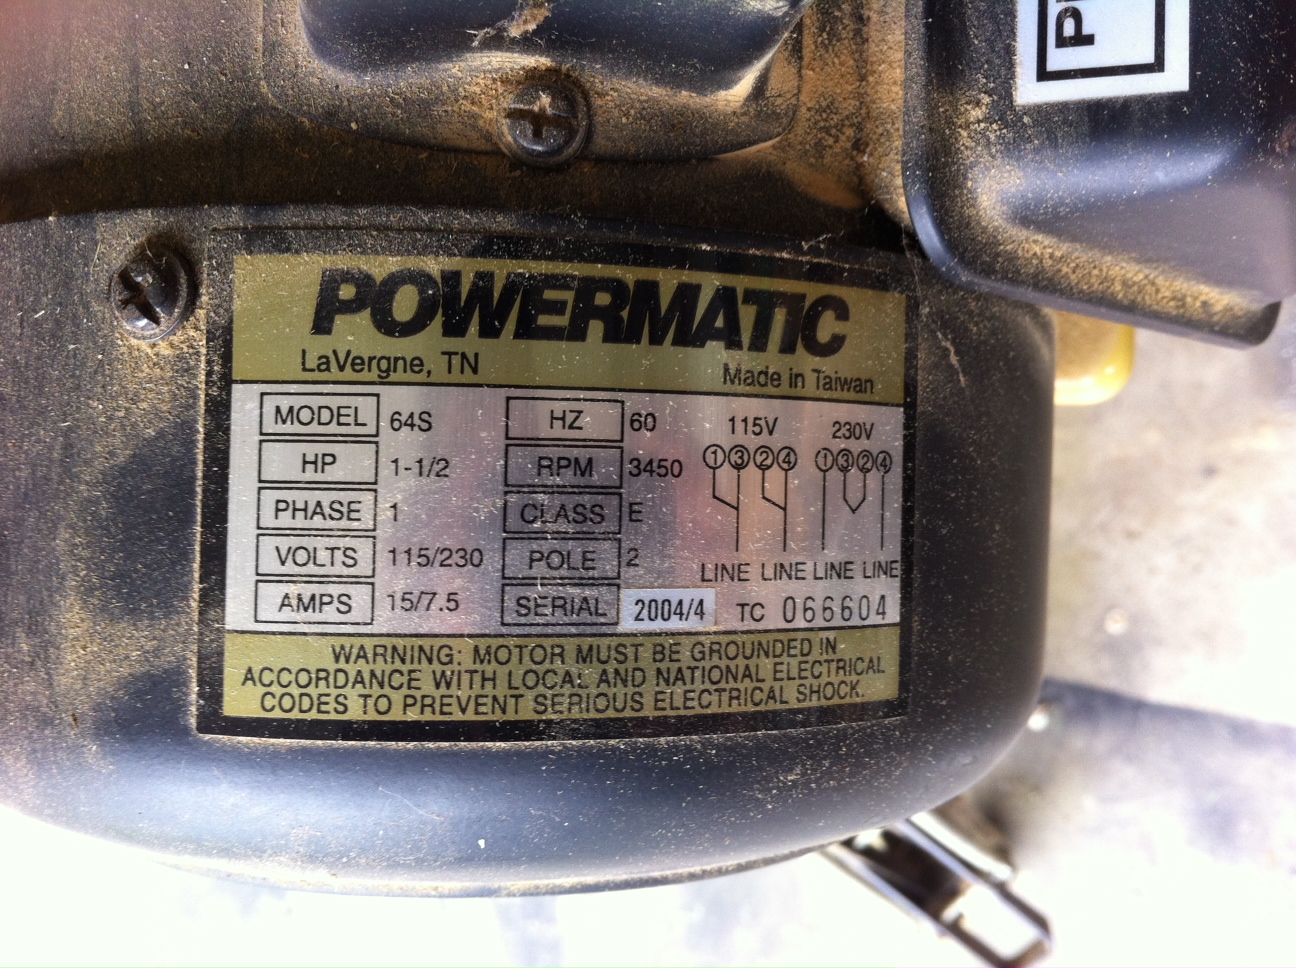 POWERMATIC
LaVergne, TN Made in Taiwan
MODEL 64S HZ 60 115V 230V
HP 1-1/2 RPM 3450 1 3 2 4 1 3 2 4
PHASE 1 CLASS E
VOLTS 115/230 POLE 2 LINE LINE LINE LINE
AMPS 15/7.5 SERIAL 2004/4 TC 066604
WARNING: MOTOR MUST BE GROUNDED IN
ACCORDANCE WITH LOCAL AND NATIONAL ELECTRICAL
CODES TO PREVENT SERIOUS ELECTRICAL SHOCK.